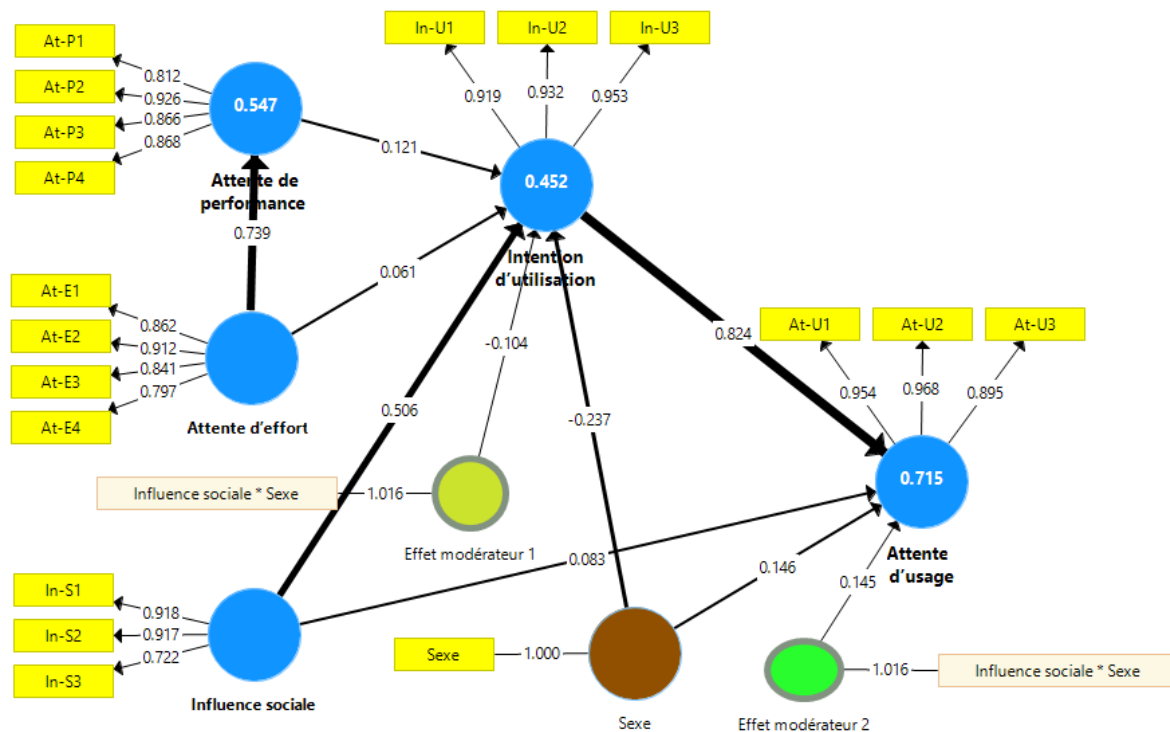 In-U1
In-U2
In-U3
At-P1
At-P2
At-P3
At-P4
0.812
0.926
0.866
0.868
0.547
0.919
0.932
0.953
0.121
0.452
Attente de
performance
0.739
Intention
d’utilisation
0.061
At-E1
At-E2
At-E3
At-E4
0.862
0.912
0.841
0.797
Attente d’effort
-0.104
0.824
At-U1
At-U2
At-U3
0.954
0.968
0.895
0.506
-0.237
0.715
Attente
d’usage
Influence sociale * Sexe
1.016
Effet modérateur 1
0.083
0.146
0.145
In-S1
In-S2
In-S3
0.918
0.917
0.722
Influence sociale
Sexe
1.000
Sexe
1.016
Influence sociale * Sexe
Effet modérateur 2